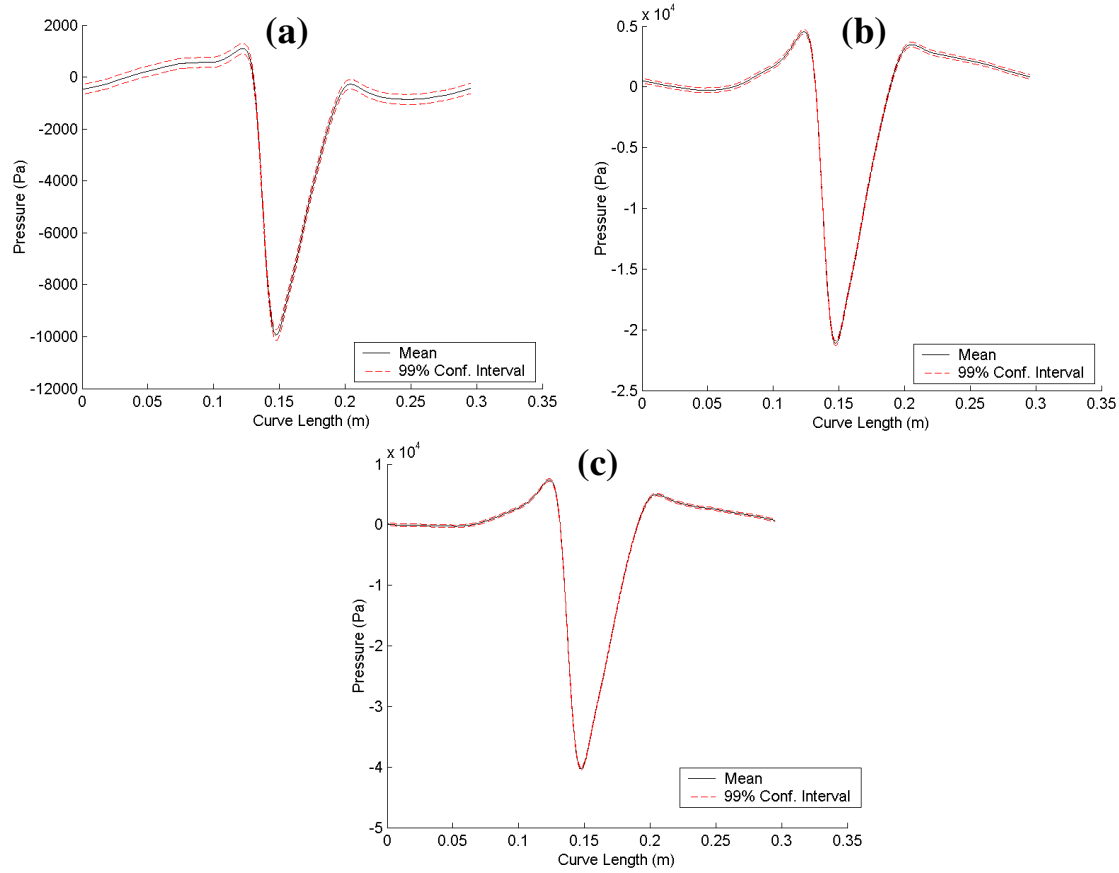 (a)
2000
0
-2000
-4000
-6000
-8000
-10000
-12000
Pressure (Pa)
Mean
99% Conf. Interval
0 0.05 0.1 0.15 0.2 0.25 0.3 0.35
Curve Length (m)
(b)
x 10^4
0.5
0
-0.5
-1
-1.5
-2
-2.5
Pressure (Pa)
Mean
99% Conf. Interval
0 0.05 0.1 0.15 0.2 0.25 0.3 0.35
Curve Length (m)
(c)
x 10^4
1
0
-1
-2
-3
-4
-5
Pressure (Pa)
Mean
99% Conf. Interval
0 0.05 0.1 0.15 0.2 0.25 0.3 0.35
Curve Length (m)